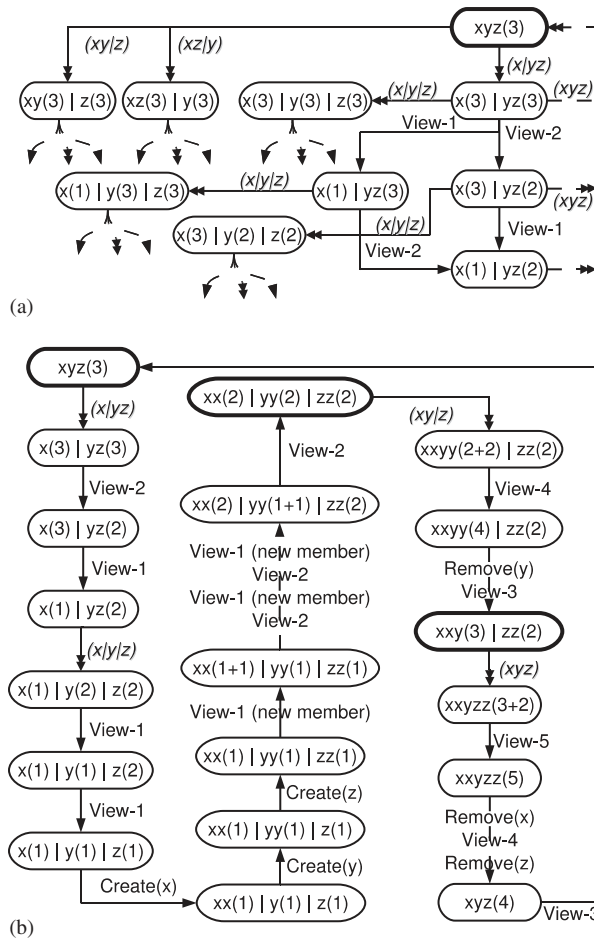 xyz(3)
(xy|z)
(xz|y)
(x|yz)
xy(3) | z(3)
xz(3) | y(3)
x(3) | y(3) | z(3)
(x|y|z)
x(3) | yz(3)
(xyz)
View-1
View-2
x(1) | y(3) | z(3)
(x|y|z)
x(1) | yz(3)
x(3) | yz(2)
(xyz)
(x|y|z)
x(3) | y(2) | z(2)
View-2
View-1
x(1) | yz(2)
(a)
xyz(3)
(x|yz)
x(3) | yz(3)
View-2
x(3) | yz(2)
View-1
x(1) | yz(2)
(x|y|z)
x(1) | y(2) | z(2)
View-1
x(1) | y(1) | z(2)
View-1
x(1) | y(1) | z(1)
Create(x)
xx(1) | y(1) | z(1)
Create(y)
xx(1) | yy(1) | z(1)
Create(z)
xx(1) | yy(1) | zz(1)
View-1 (new member)
xx(1+1) | yy(1) | zz(1)
View-1 (new member)
View-2
View-1 (new member)
View-2
xx(2) | yy(1+1) | zz(2)
View-2
xx(2) | yy(2) | zz(2)
(xy|z)
xxyy(2+2) | zz(2)
View-4
xxyy(4) | zz(2)
Remove(y)
View-3
xxy(3) | zz(2)
(xyz)
xxyzz(3+2)
View-5
xxyzz(5)
Remove(x)
View-4
Remove(z)
xyz(4)
View-3
(b)